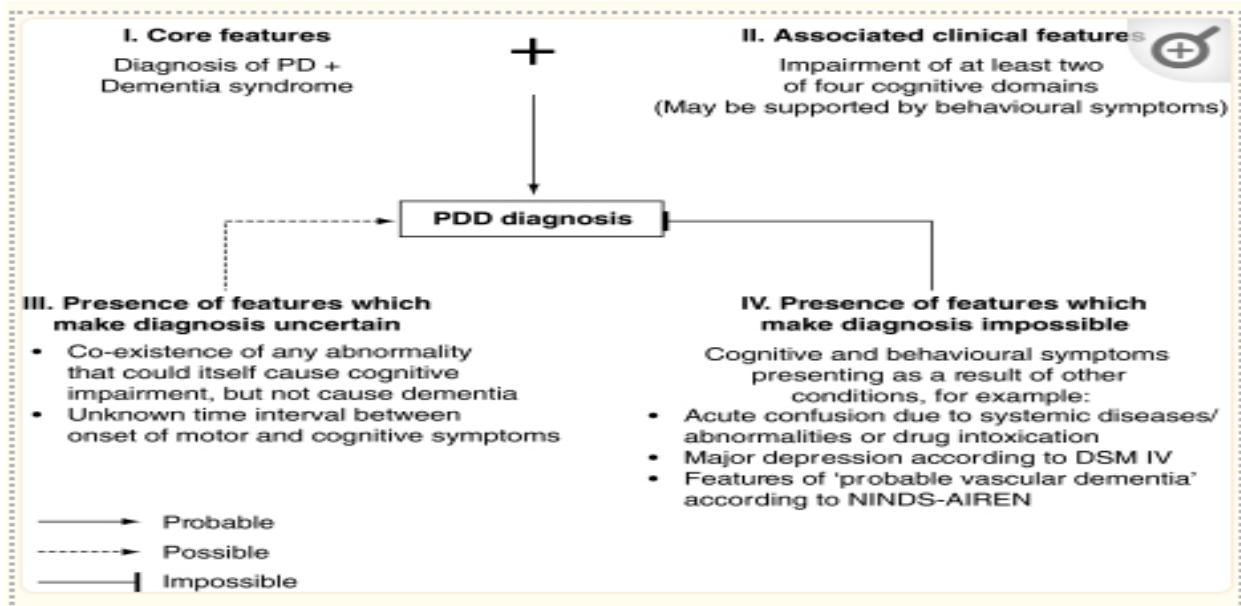 I. Core features
Diagnosis of PD +
Dementia syndrome
+
II. Associated clinical features
Impairment of at least two
of four cognitive domains
(May be supported by behavioural symptoms)
PDD diagnosis
III. Presence of features which
make diagnosis uncertain
• Co-existence of any abnormality
that could itself cause cognitive
impairment, but not cause dementia
• Unknown time interval between
onset of motor and cognitive symptoms
IV. Presence of features which
make diagnosis impossible
Cognitive and behavioural symptoms
presenting as a result of other
conditions, for example:
• Acute confusion due to systemic diseases/
abnormalities or drug intoxication
• Major depression according to DSM IV
• Features of ‘probable vascular dementia’
according to NINDS-AIREN
Probable
Possible
Impossible